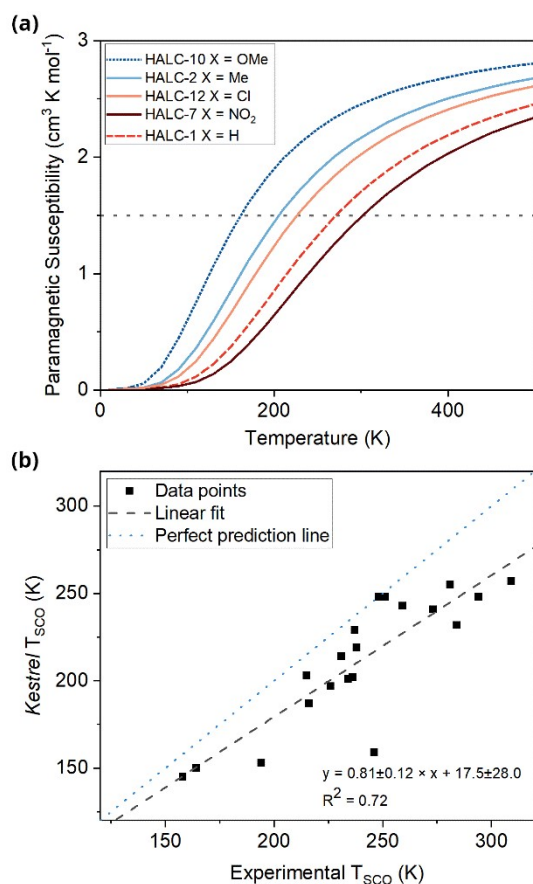 (a)
3
2
1
0
Paramagnetic Susceptibility (cm³ K mol⁻¹)
HALC-10 X = OMe
HALC-2 X = Me
HALC-12 X = Cl
HALC-7 X = NO₂
HALC-1 X = H
0 200 400
Temperature (K)
(b)
300
250
200
150
Kestrel T_SCO (K)
Data points
Linear fit
Perfect prediction line
y = 0.81±0.12 × x + 17.5±28.0
R² = 0.72
150 200 250 300
Experimental T_SCO (K)